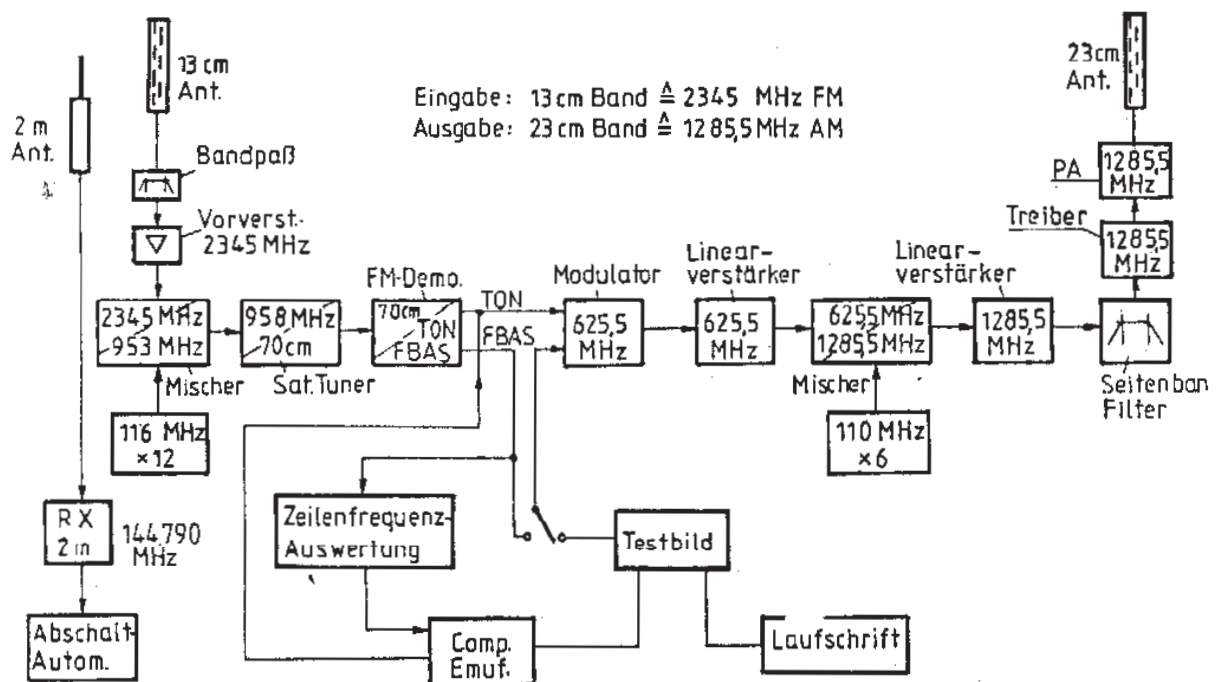 13 cm
Ant.
23cm
Ant.
2 m
Ant.
Eingabe: 13 cm Band ≙ 2345 MHz FM
Ausgabe: 23 cm Band ≙ 1285,5 MHz AM
Bandpaß
Vorverst.
2345 MHz
PA
1285,5
MHz
Treiber
1285,5
MHz
2345 MHz
953 MHz
Mischer
958 MHz
70cm
Sat.Tuner
FM-Demo.
70cm
TON
FBAS
TON
FBAS
Modulator
625,5
MHz
Linear-
verstärker
625,5
MHz
6255 MHz
1285,5 MHz
Mischer
Linear-
verstärker
1285,5
MHz
Seitenban
Filter
116 MHz
×12
110 MHz
×6
RX
2 m
144.790
MHz
Abschalt-
Autom.
Zeilenfrequenz-
Auswertung
Testbild
Comp.
Emuf.
Laufschrift